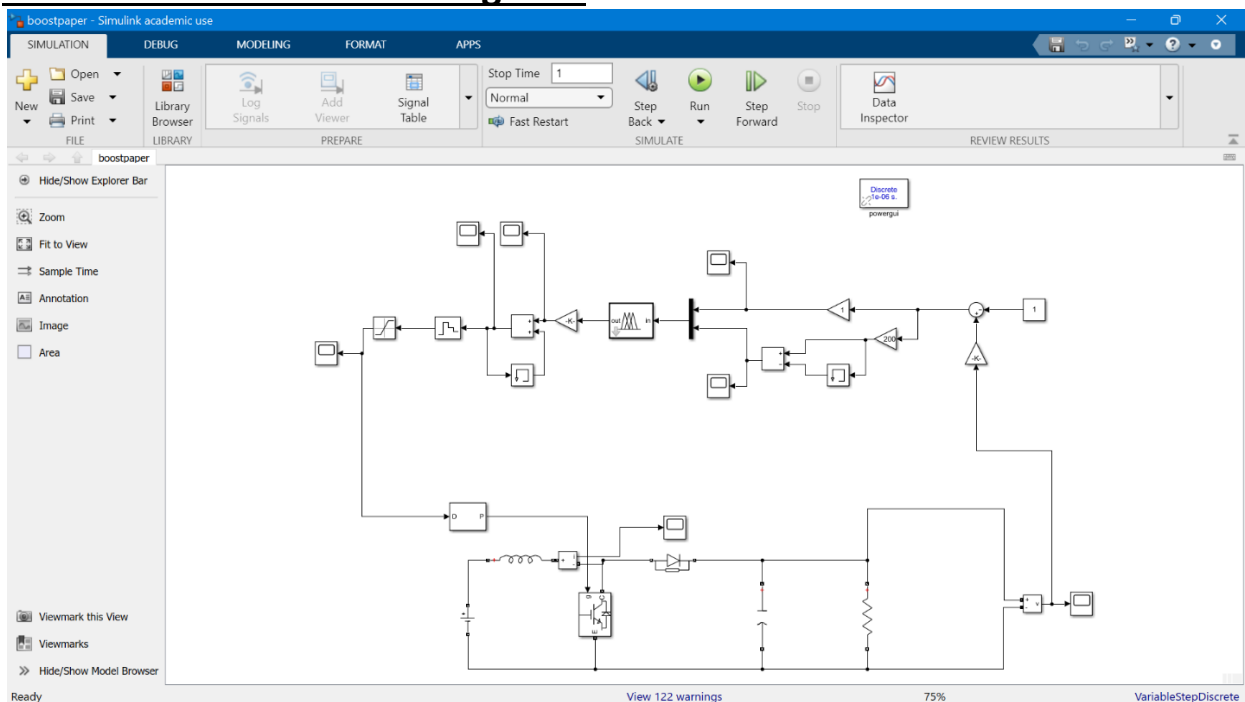 boostpaper - Simulink academic use
SIMULATION DEBUG MODELING FORMAT APPS
New
Open
Save
Print
FILE
Library Browser
LIBRARY
Log Signals
Add Viewer
Signal Table
PREPARE
Stop Time 1
Normal
Fast Restart
Step Back
Run
Step Forward
Stop
SIMULATE
Data Inspector
REVIEW RESULTS
boostpaper
Hide/Show Explorer Bar
Zoom
Fit to View
Sample Time
Annotation
Image
Area
Discrete
1e-06 s.
powergui
-K-
out
in
1
200
1
-K-
D P
g C
E
i
v
Viewmark this View
Viewmarks
Hide/Show Model Browser
Ready View 122 warnings 75% VariableStepDiscrete